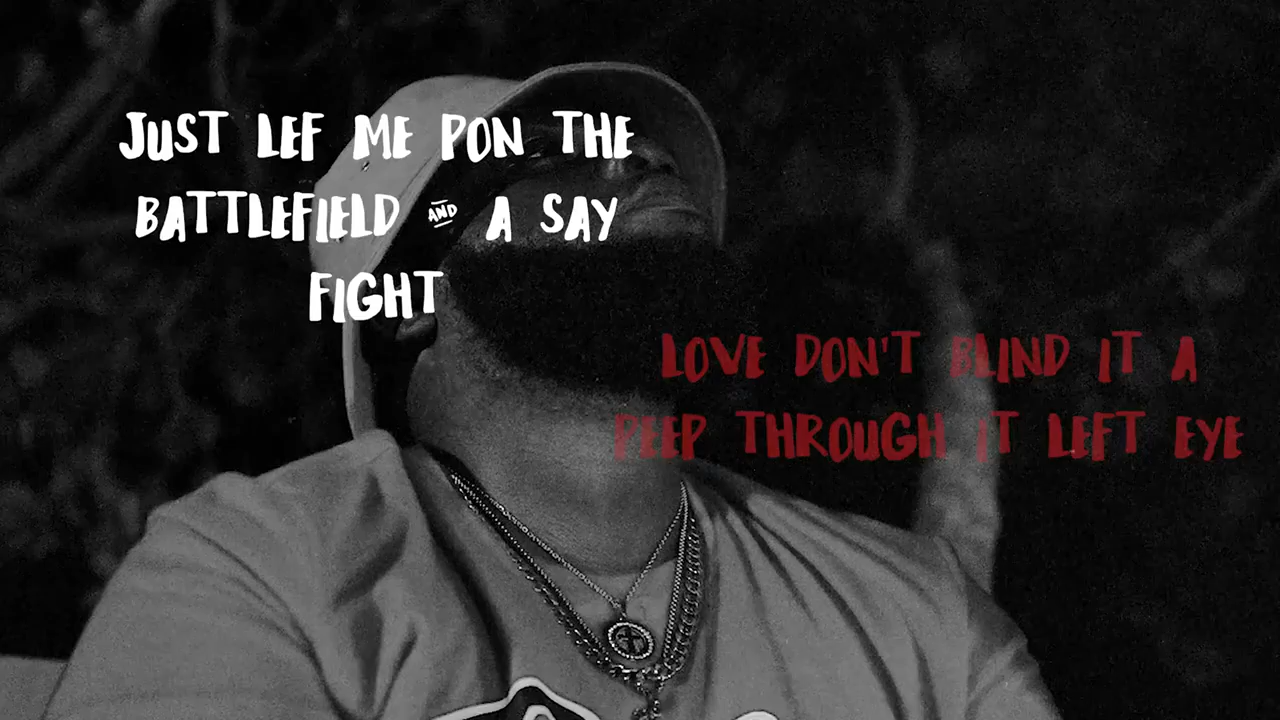 JUST LEF ME PON THE
BATTLEFIELD AND A SAY
FIGHT
LOVE DON'T BLIND IT A
PEEP THROUGH IT LEFT EYE